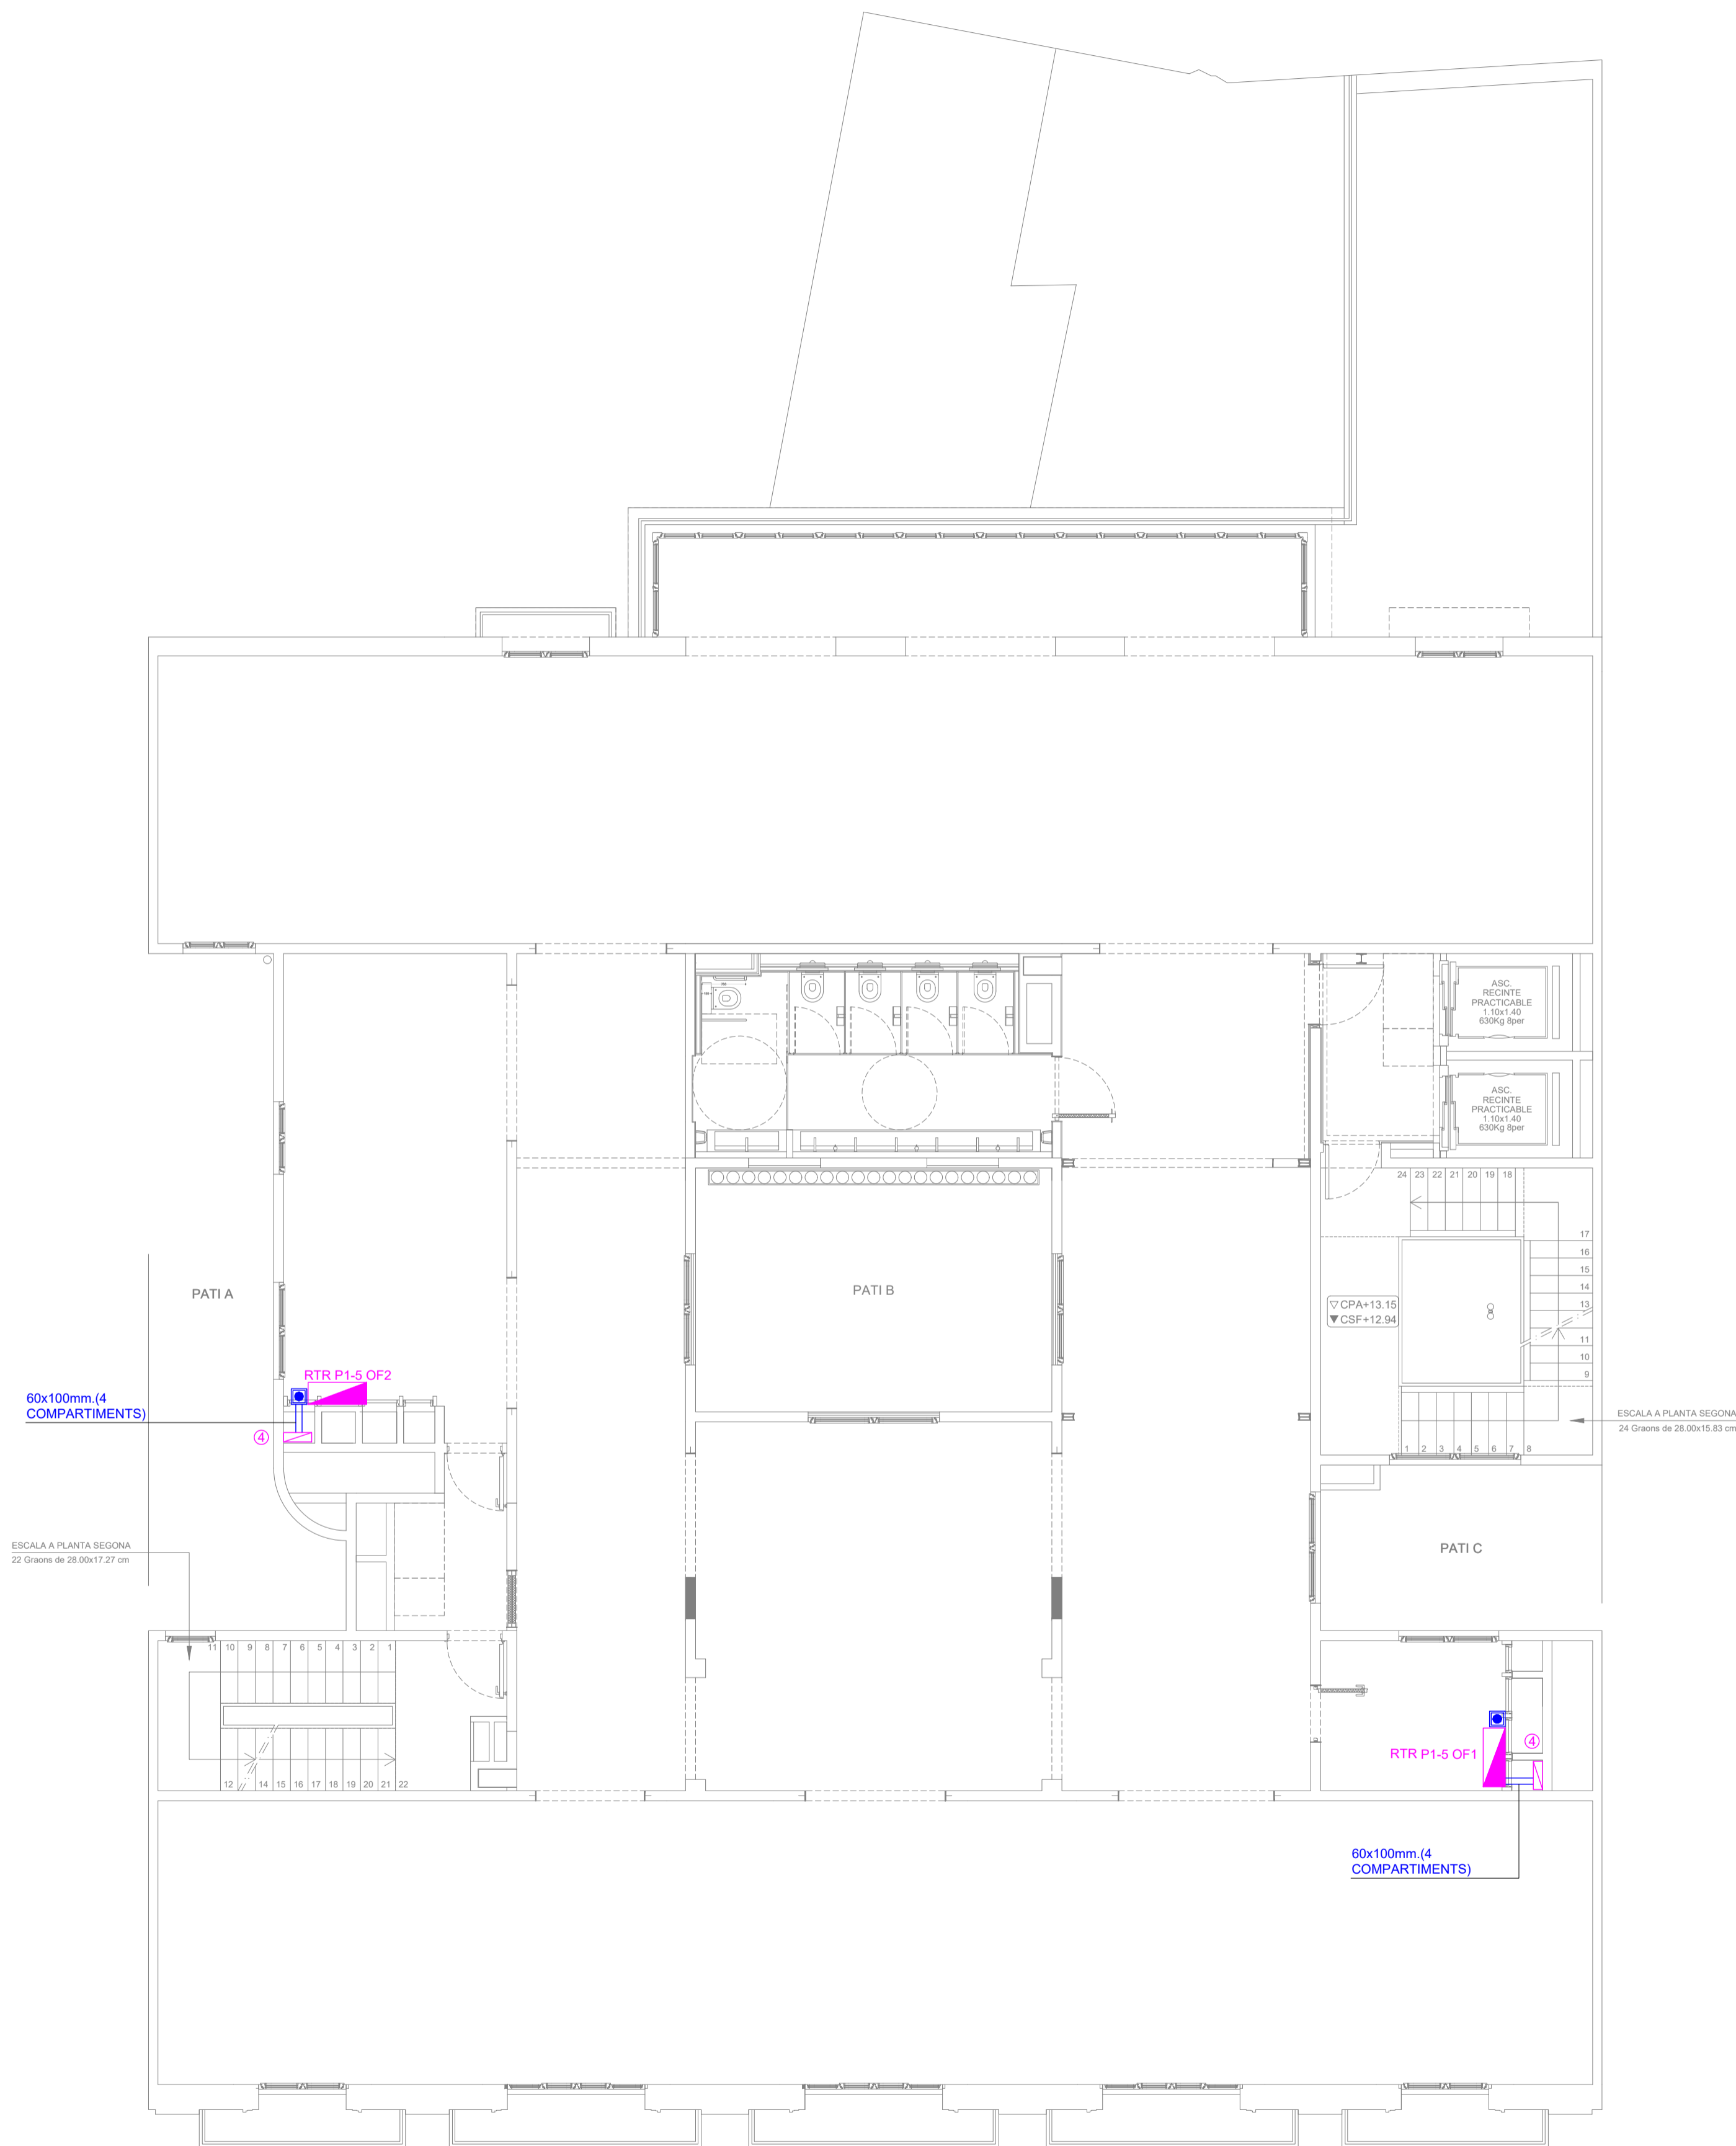 ASC.
RECINTE
PRACTICABLE
1.10x1.40
630Kg 8per
ASC.
RECINTE
PRACTICABLE
1.10x1.40
630Kg 8per
24 23 22 21 20 19 18
17
16
15
14
13
11
10
9
1 2 3 4 5 6 7 8
PATI A
PATI B
CPA+13.15
CSF+12.94
RTR P1-5 OF2
60x100mm.(4
COMPARTIMENTS)
4
ESCALA A PLANTA SEGONA
24 Graons de 28.00x15.83 cm
ESCALA A PLANTA SEGONA
22 Graons de 28.00x17.27 cm
PATI C
11 10 9 8 7 6 5 4 3 2 1
12 14 15 16 17 18 19 20 21 22
4
RTR P1-5 OF1
60x100mm.(4
COMPARTIMENTS)